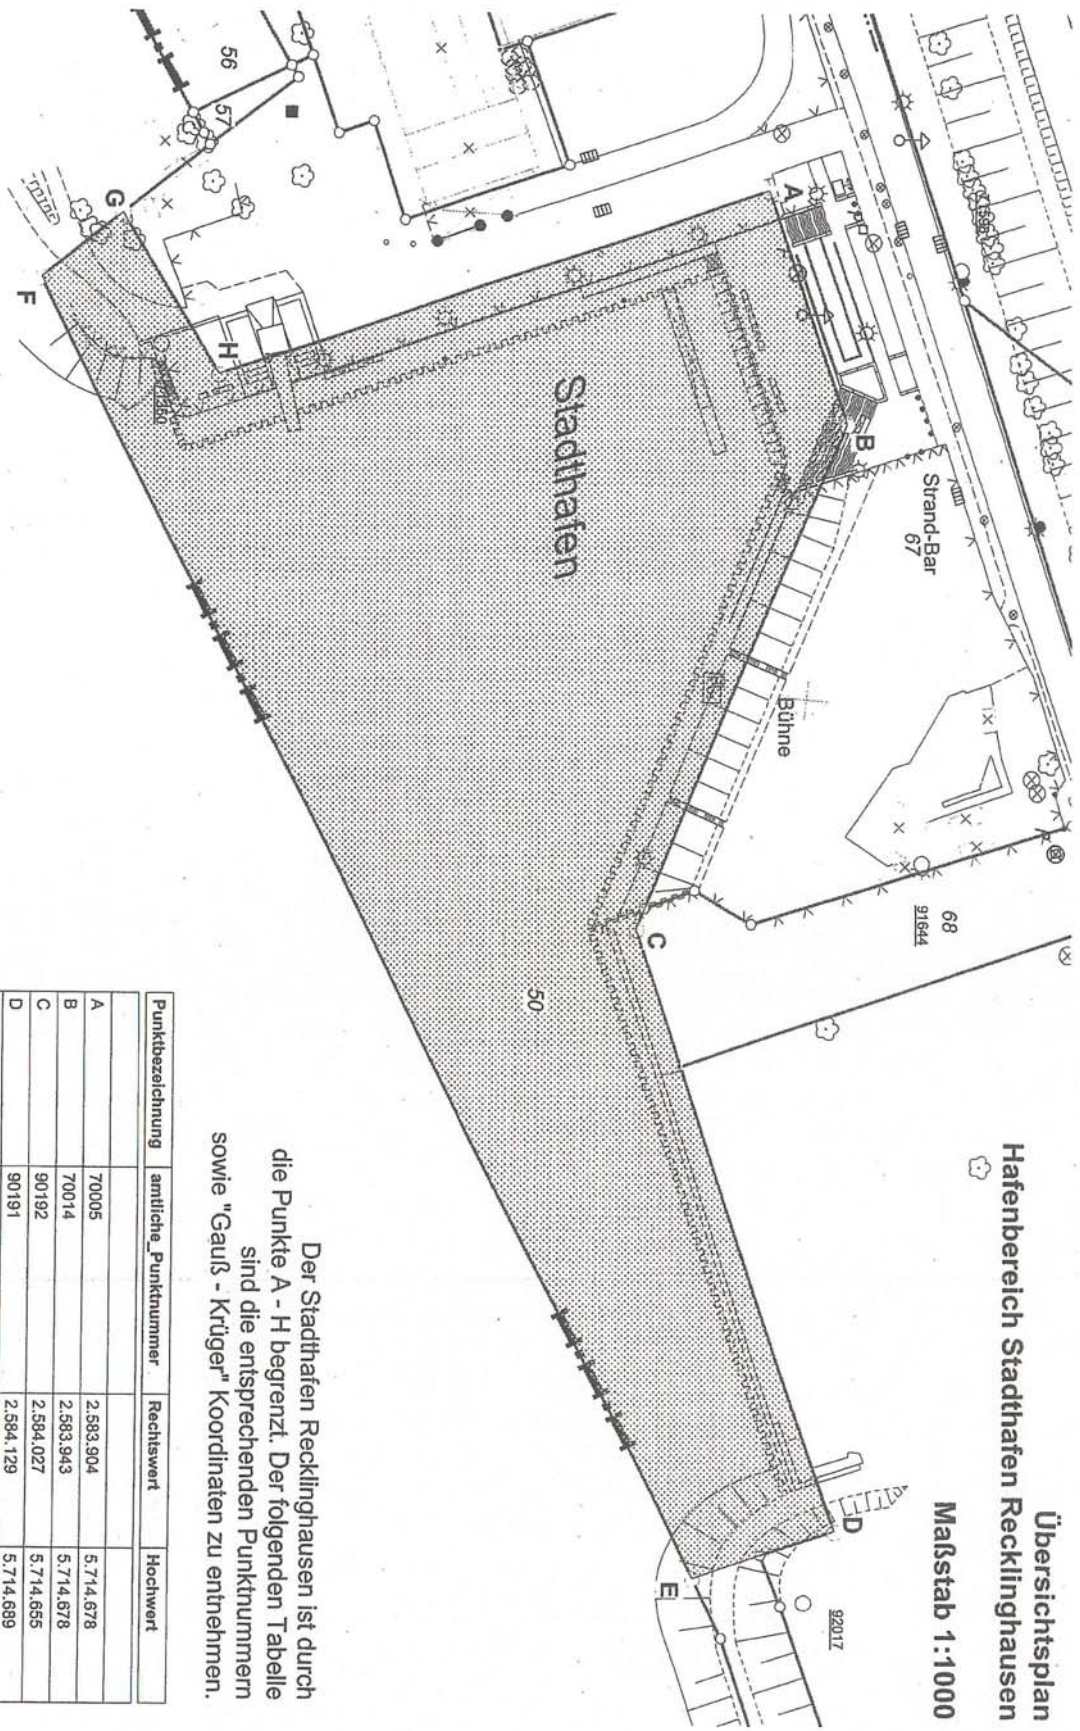 Übersichtsplan
Hafenbereich Stadthafen Recklinghausen
Maßstab 1:1000
56
57
A
B
C
D
E
F
G
H
Strand-Bar
67
Bühne
68
91644
92017
Stadthafen
50
Der Stadthafen Recklinghausen ist durch
die Punkte A - H begrenzt. Der folgenden Tabelle
sind die entsprechenden Punktnummern
sowie "Gauß - Krüger" Koordinaten zu entnehmen.
Punktbezeichnung amtliche_Punktnummer Rechtswert Hochwert
A 70005 2.583.904 5.714.678
B 70014 2.583.943 5.714.678
C 90192 2.584.027 5.714.655
D 90191 2.584.129 5.714.689